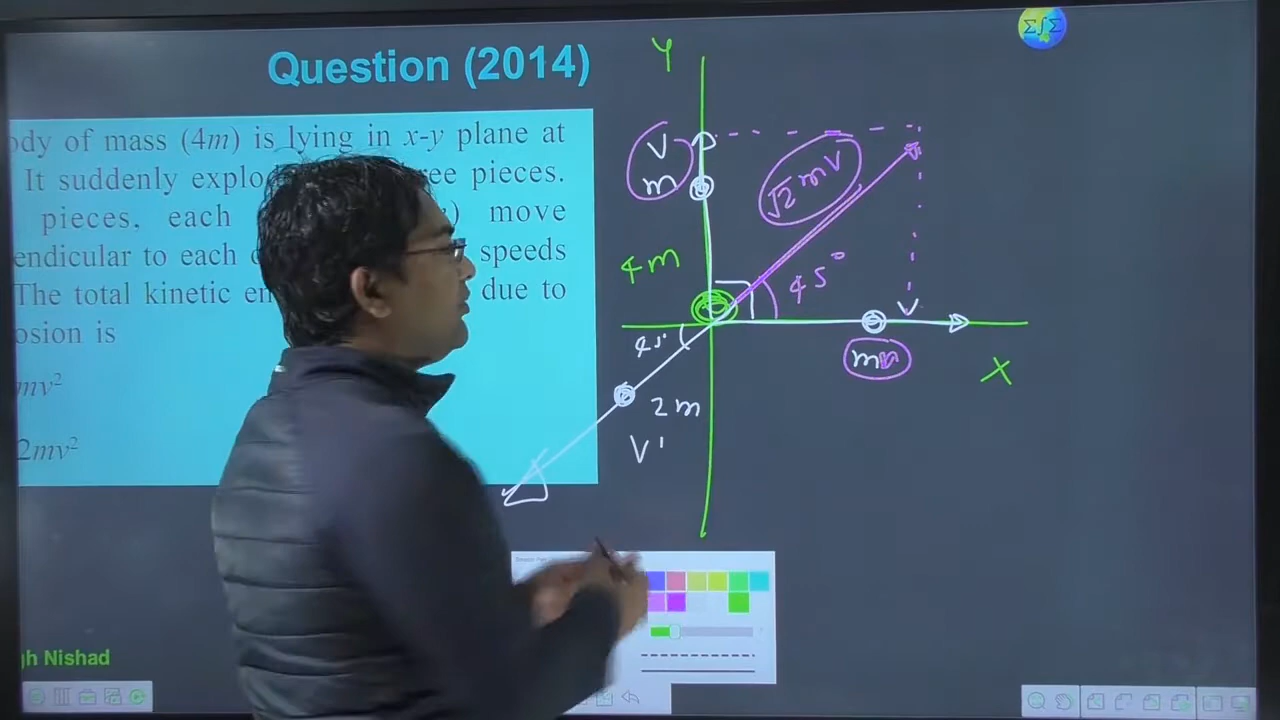 ΣʃΣ
Question (2014)
ody of mass (4m) is lying in x-y plane at
It suddenly explo ree pieces.
pieces, each ) move
endicular to each speeds
The total kinetic en due to
osion is
mv²
2mv²
gh Nishad
Y
V
m
√2 mV
4m
45°
V
m
X
45°
2m
V'